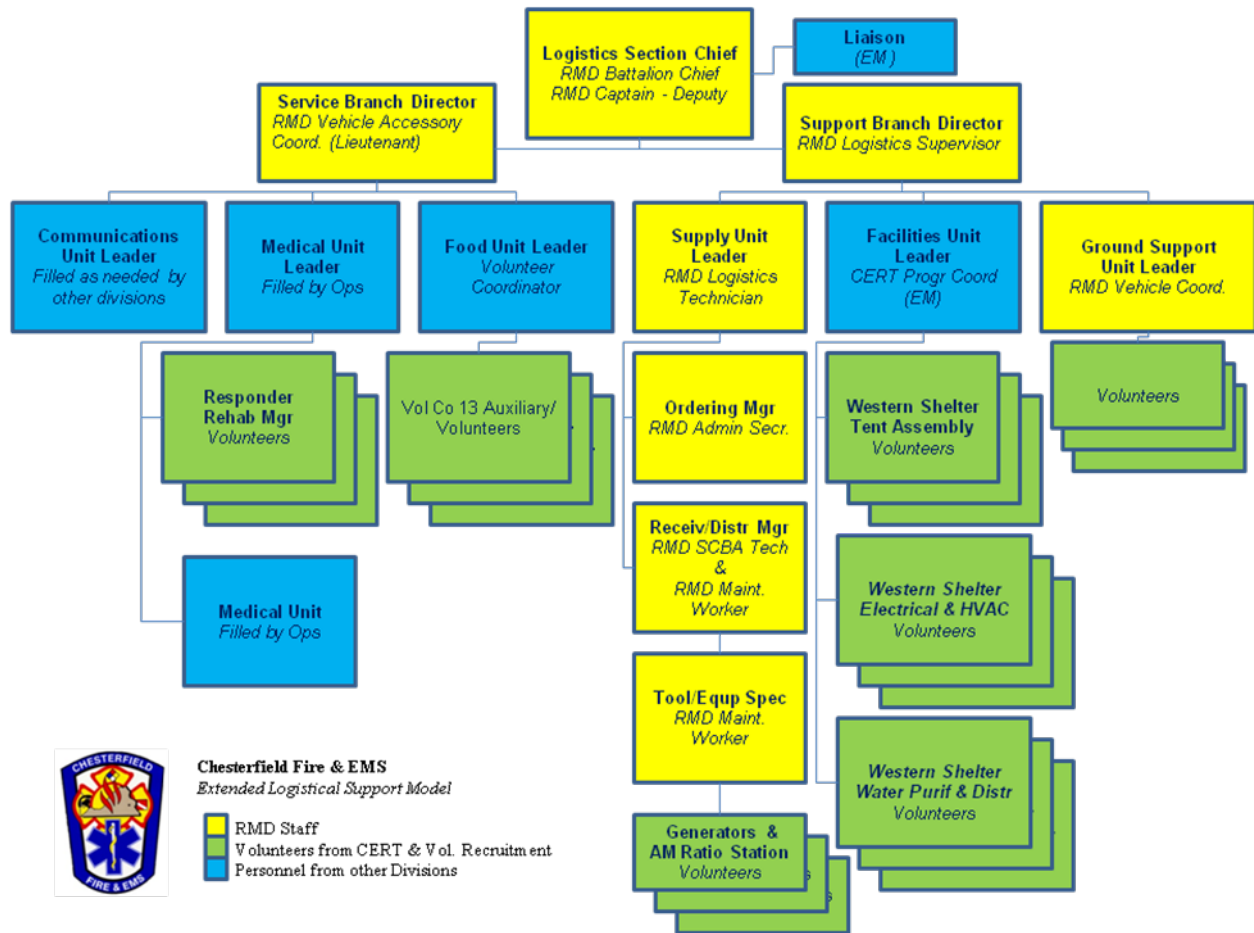 Logistics Section Chief
RMD Battalion Chief
RMD Captain - Deputy
Liaison
(EM )
Service Branch Director
RMD Vehicle Accessory
Coord. (Lieutenant)
Support Branch Director
RMD Logistics Supervisor
Communications
Unit Leader
Filled as needed by
other divisions
Medical Unit
Leader
Filled by Ops
Food Unit Leader
Volunteer
Coordinator
Supply Unit
Leader
RMD Logistics
Technician
Facilities Unit
Leader
CERT Progr Coord
(EM)
Ground Support
Unit Leader
RMD Vehicle Coord.
Responder
Rehab Mgr
Volunteers
Vol Co 13 Auxiliary/
Volunteers
Ordering Mgr
RMD Admin Secr.
Western Shelter
Tent Assembly
Volunteers
Volunteers
Medical Unit
Filled by Ops
Receiv/Distr Mgr
RMD SCBA Tech
&
RMD Maint.
Worker
Western Shelter
Electrical & HVAC
Volunteers
Tool/Equp Spec
RMD Maint.
Worker
Western Shelter
Water Purif & Distr
Volunteers
Generators &
AM Ratio Station
Volunteers
CHESTERFIELD
FIRE & EMS
Chesterfield Fire & EMS
Extended Logistical Support Model
RMD Staff
Volunteers from CERT & Vol. Recruitment
Personnel from other Divisions